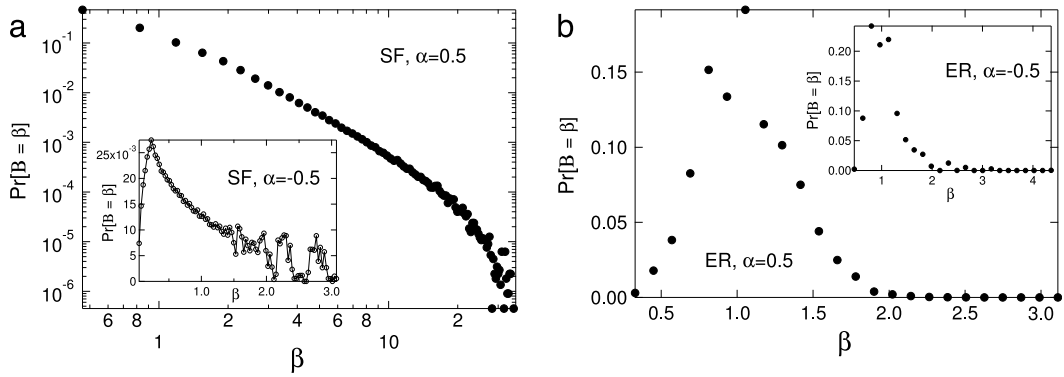 a
SF, α=0.5
Pr[B = β]
10⁻¹
10⁻²
10⁻³
10⁻⁴
10⁻⁵
10⁻⁶
6 8 2 4 6 8 2
1 10
β
SF, α=-0.5
Pr[B = β]
25x10⁻³
20
15
10
5
0
1.0 2.0 3.0
β
b
ER, α=0.5
Pr[B = β]
0.15
0.10
0.05
0.00
0.5 1.0 1.5 2.0 2.5 3.0
β
ER, α=-0.5
Pr[B = β]
0.20
0.15
0.10
0.05
0.00
1 2 3 4
β